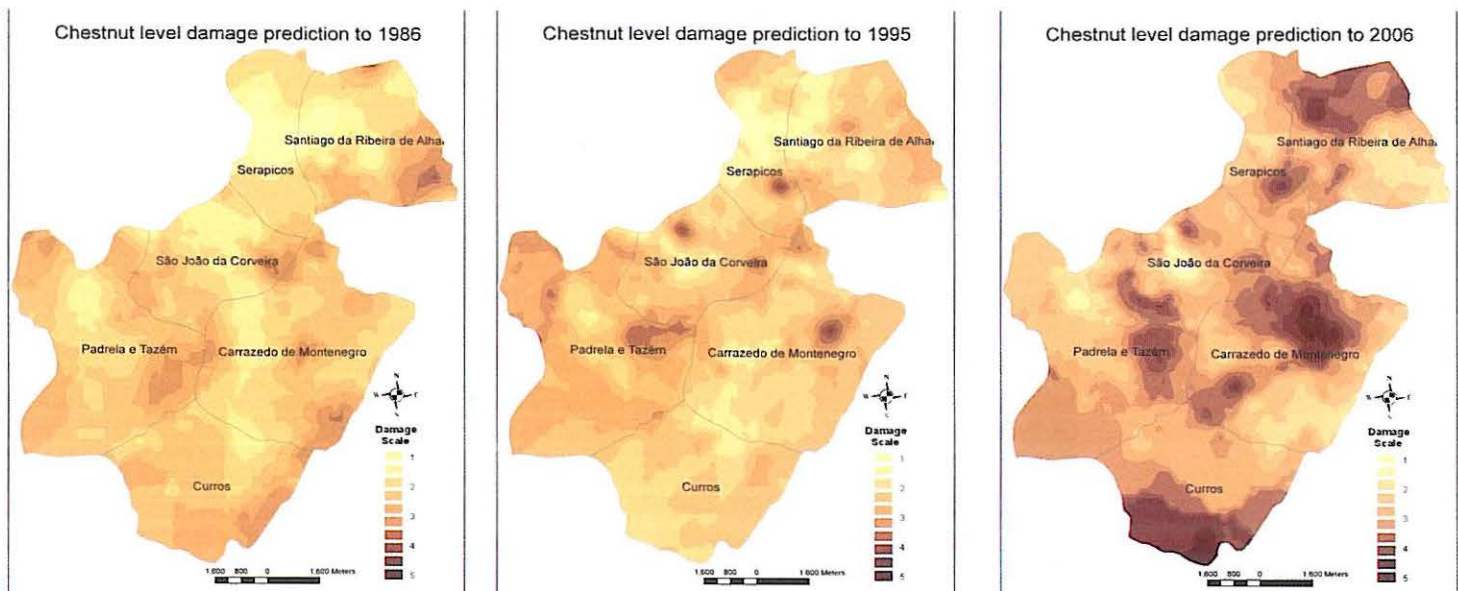 Chestnut level damage prediction to 1986
Santiago da Ribeira de Alha
Serapicos
São João da Corveira
Padrela e Tazém
Carrazedo de Montenegro
Curros
N
W
E
S
Damage
Scale
1
2
3
4
5
1,600 800 0 1,600 Meters
Chestnut level damage prediction to 1995
Santiago da Ribeira de Alha
Serapicos
São João da Corveira
Padrela e Tazém
Carrazedo de Montenegro
Curros
N
W
E
S
Damage
Scale
1
2
3
4
5
1,600 800 0 1,600 Meters
Chestnut level damage prediction to 2006
Santiago da Ribeira de Alha
Serapicos
São João da Corveira
Padrela e Tazém
Carrazedo de Montenegro
Curros
N
W
E
S
Damage
Scale
1
2
3
4
5
1,600 800 0 1,600 Meters